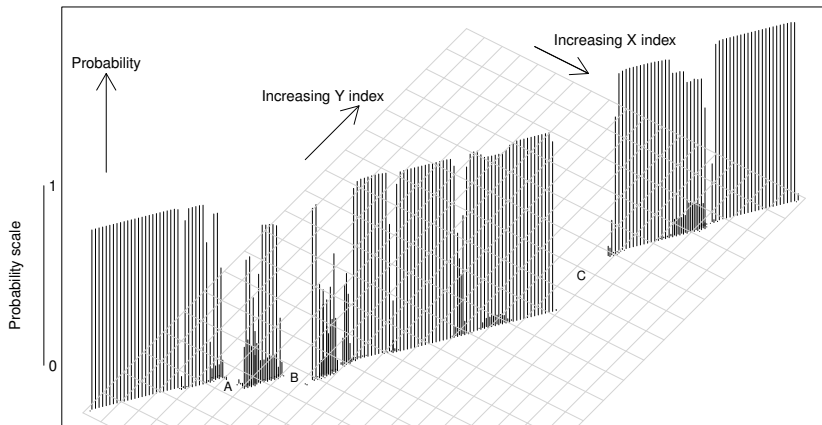 Increasing X index
Probability
Increasing Y index
1
Probability scale
C
0
A
B